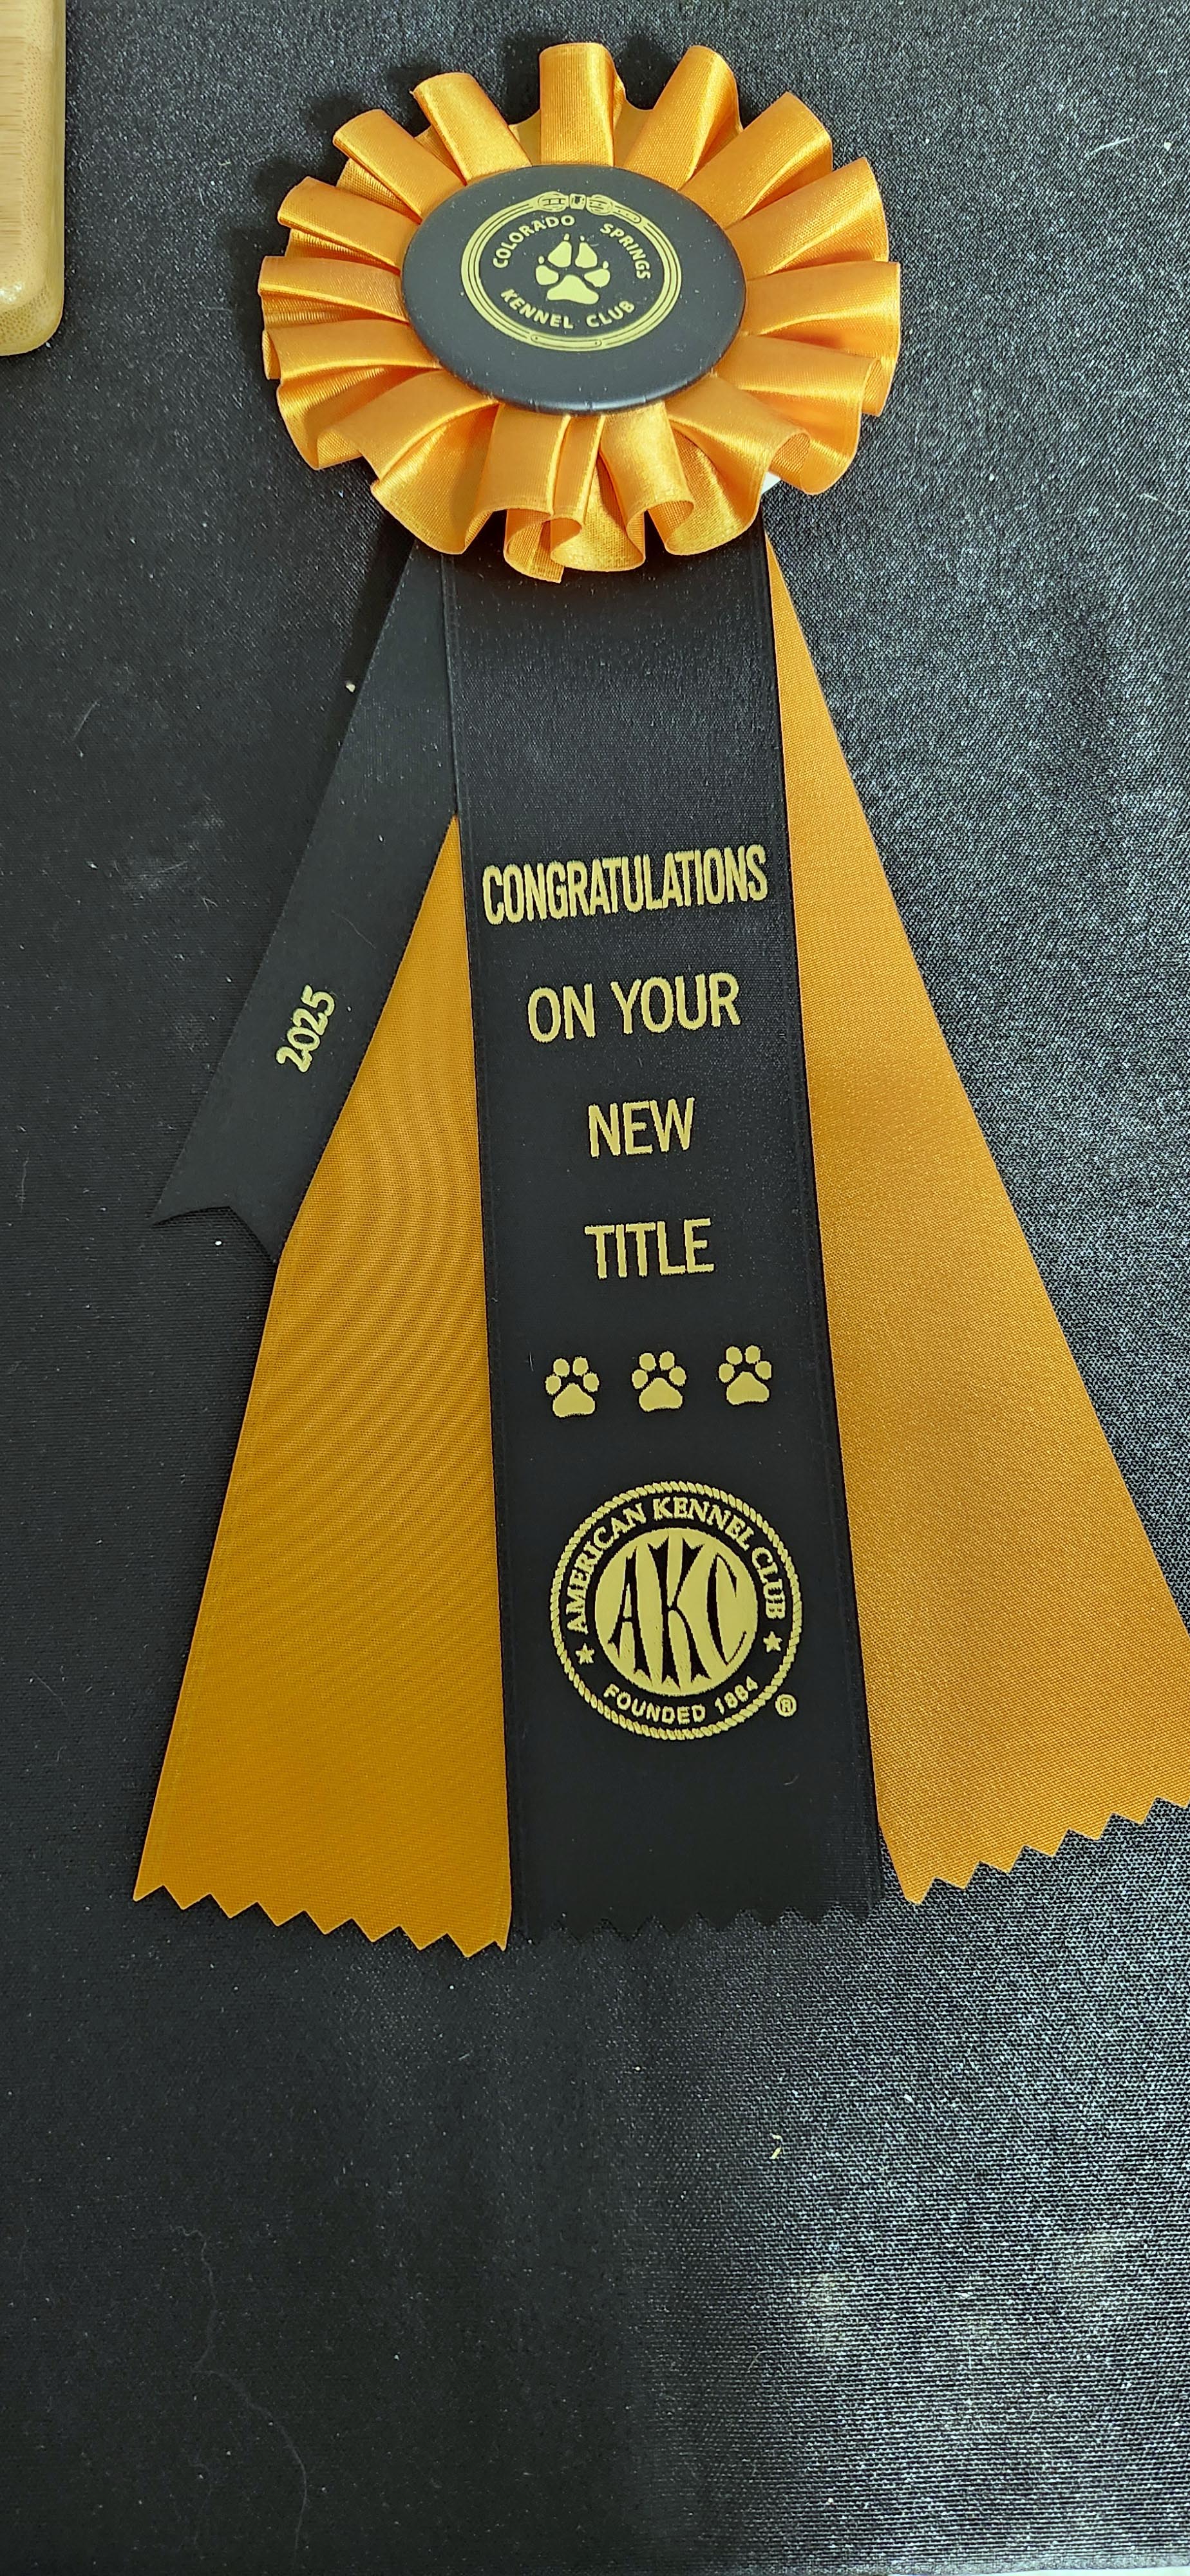 COLORADO SPRINGS
KENNEL CLUB
2025
CONGRATULATIONS
ON YOUR
NEW
TITLE
AMERICAN KENNEL CLUB
AKC
FOUNDED 1884
®